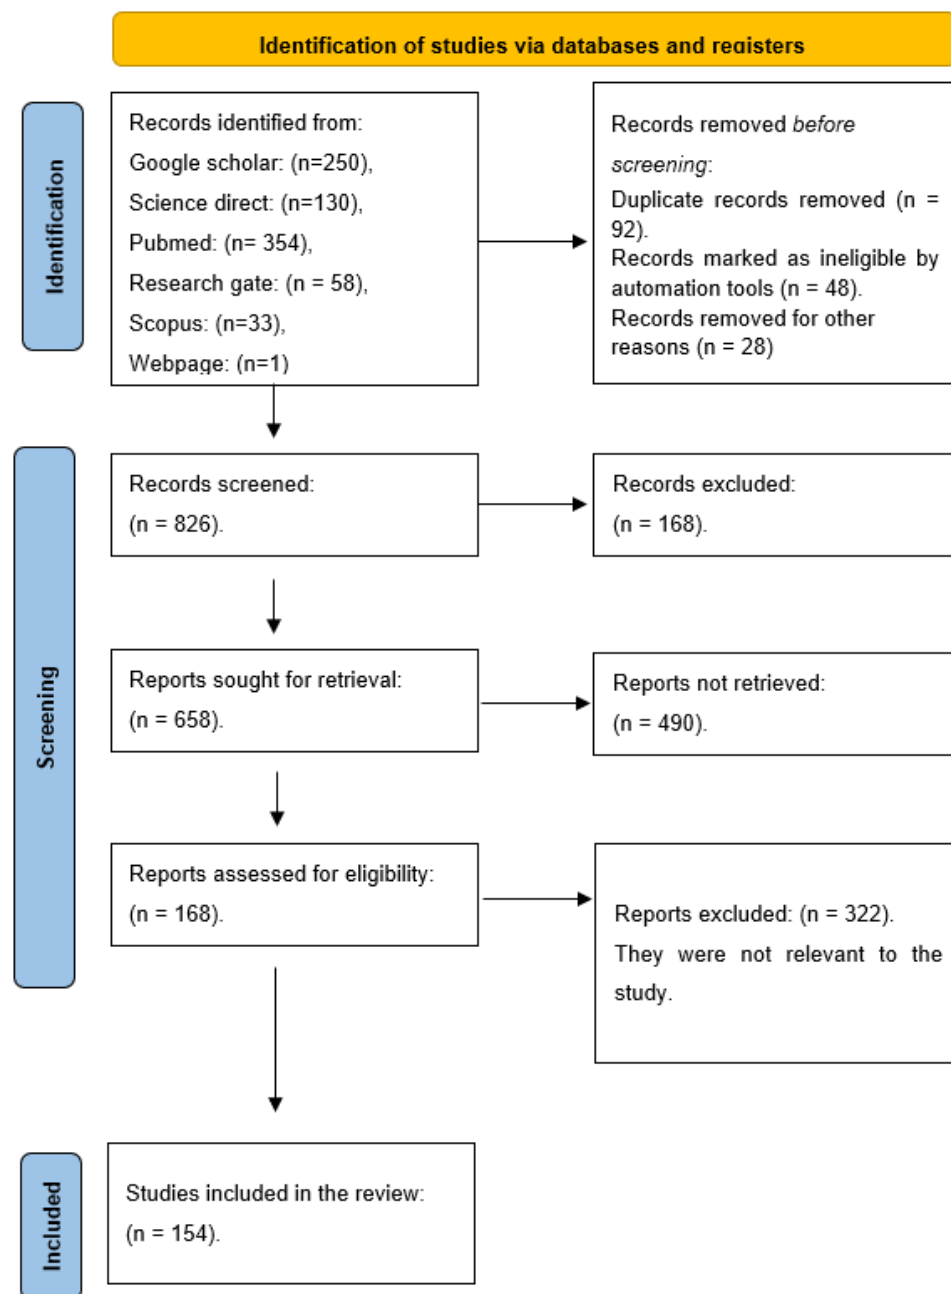 Identification of studies via databases and registers
Identification
Records identified from:
Google scholar: (n=250),
Science direct: (n=130),
Pubmed: (n= 354),
Research gate: (n = 58),
Scopus: (n=33),
Webpage: (n=1)
Records removed before
screening:
Duplicate records removed (n =
92).
Records marked as ineligible by
automation tools (n = 48).
Records removed for other
reasons (n = 28)
Screening
Records screened:
(n = 826).
Records excluded:
(n = 168).
Reports sought for retrieval:
(n = 658).
Reports not retrieved:
(n = 490).
Reports assessed for eligibility:
(n = 168).
Reports excluded: (n = 322).
They were not relevant to the
study.
Included
Studies included in the review:
(n = 154).